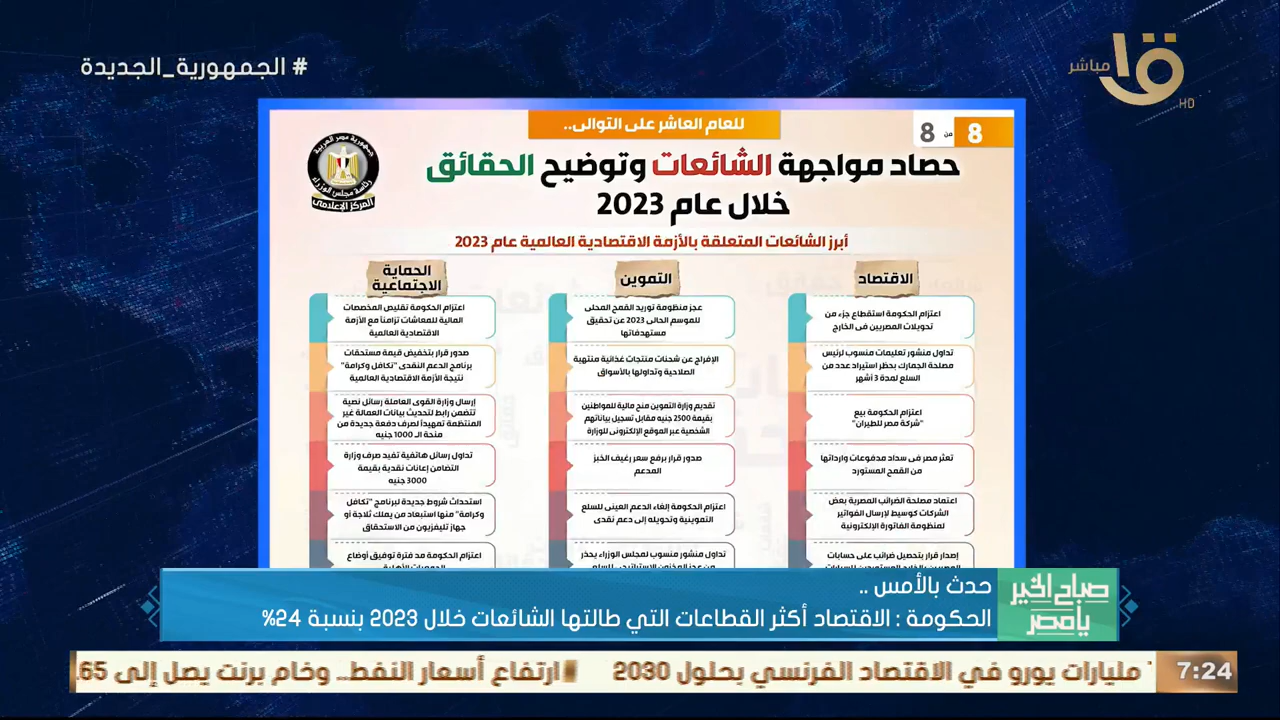 # الجمهورية_الجديدة
مباشر
HD
8 من 8
للعام العاشر على التوالى..
جمهورية مصر العربية
رئاسة مجلس الوزراء
المركز الإعلامى
حصاد مواجهة الشائعات وتوضيح الحقائق
خلال عام 2023
أبرز الشائعات المتعلقة بالأزمة الاقتصادية العالمية عام 2023
الاقتصاد
اعتزام الحكومة استقطاع جزء من
تحويلات المصريين فى الخارج
تداول منشور تعليمات منسوب لرئيس
مصلحة الجمارك بحظر استيراد عدد من
السلع لمدة 3 أشهر
اعتزام الحكومة بيع
"شركة مصر للطيران"
تعثر مصر فى سداد مدفوعات وارداتها
من القمح المستورد
اعتماد مصلحة الضرائب المصرية بعض
الشركات كوسيط لإرسال الفواتير
لمنظومة الفاتورة الإلكترونية
إصدار قرار بتحصيل ضرائب على حسابات
التموين
عجز منظومة توريد القمح المحلى
للموسم الحالى 2023 عن تحقيق
مستهدفاتها
الإفراج عن شحنات منتجات غذائية منتهية
الصلاحية وتداولها بالأسواق
تقديم وزارة التموين منح مالية للمواطنين
بقيمة 2500 جنيه مقابل تسجيل بياناتهم
الشخصية عبر الموقع الإلكترونى للوزارة
صدور قرار برفع سعر رغيف الخبز
المدعم
اعتزام الحكومة إلغاء الدعم العينى للسلع
التموينية وتحويله إلى دعم نقدى
تداول منشور منسوب لمجلس الوزراء يحذر
الحماية
الاجتماعية
اعتزام الحكومة تقليص المخصصات
المالية للمعاشات تزامناً مع الأزمة
الاقتصادية العالمية
صدور قرار بتخفيض قيمة مستحقات
برنامج الدعم النقدى "تكافل وكرامة"
نتيجة الأزمة الاقتصادية العالمية
إرسال وزارة القوى العاملة رسائل نصية
تتضمن رابط لتحديث بيانات العمالة غير
المنتظمة تمهيداً لصرف دفعة جديدة من
منحة الـ 1000 جنيه
تداول رسائل هاتفية تفيد صرف وزارة
التضامن إعانات نقدية بقيمة
3000 جنيه
استحداث شروط جديدة لبرنامج "تكافل
وكرامة" منها استبعاد من يملك ثلاجة أو
جهاز تليفزيون من الاستحقاق
اعتزام الحكومة مد فترة توفيق أوضاع
صباح الخير
يا مصر
حدث بالأمس ..
الحكومة : الاقتصاد أكثر القطاعات التي طالتها الشائعات خلال 2023 بنسبة 24%
7:24
مليارات يورو في الاقتصاد الفرنسي بحلول 2030
ارتفاع أسعار النفط.. وخام برنت يصل إلى 65.